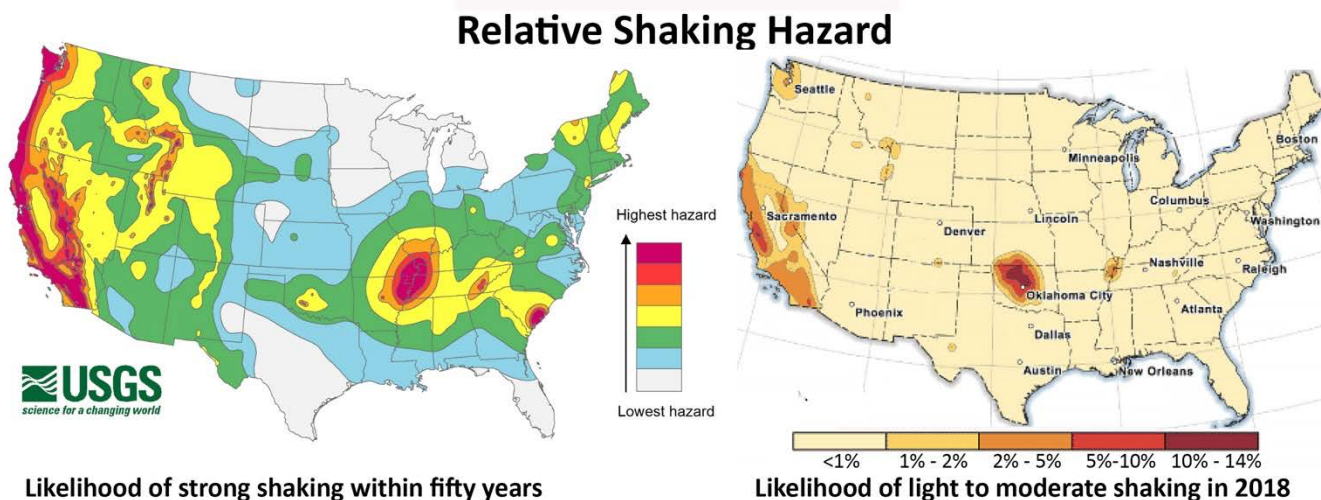 Relative Shaking Hazard
Highest hazard
Lowest hazard
USGS
science for a changing world
Likelihood of strong shaking within fifty years
Seattle
Minneapolis
Boston
Sacramento
Lincoln
Columbus
Washington
Denver
Nashville
Raleigh
Oklahoma City
Phoenix
Atlanta
Dallas
Austin
New Orleans
<1% 1% - 2% 2% - 5% 5%-10% 10% - 14%
Likelihood of light to moderate shaking in 2018